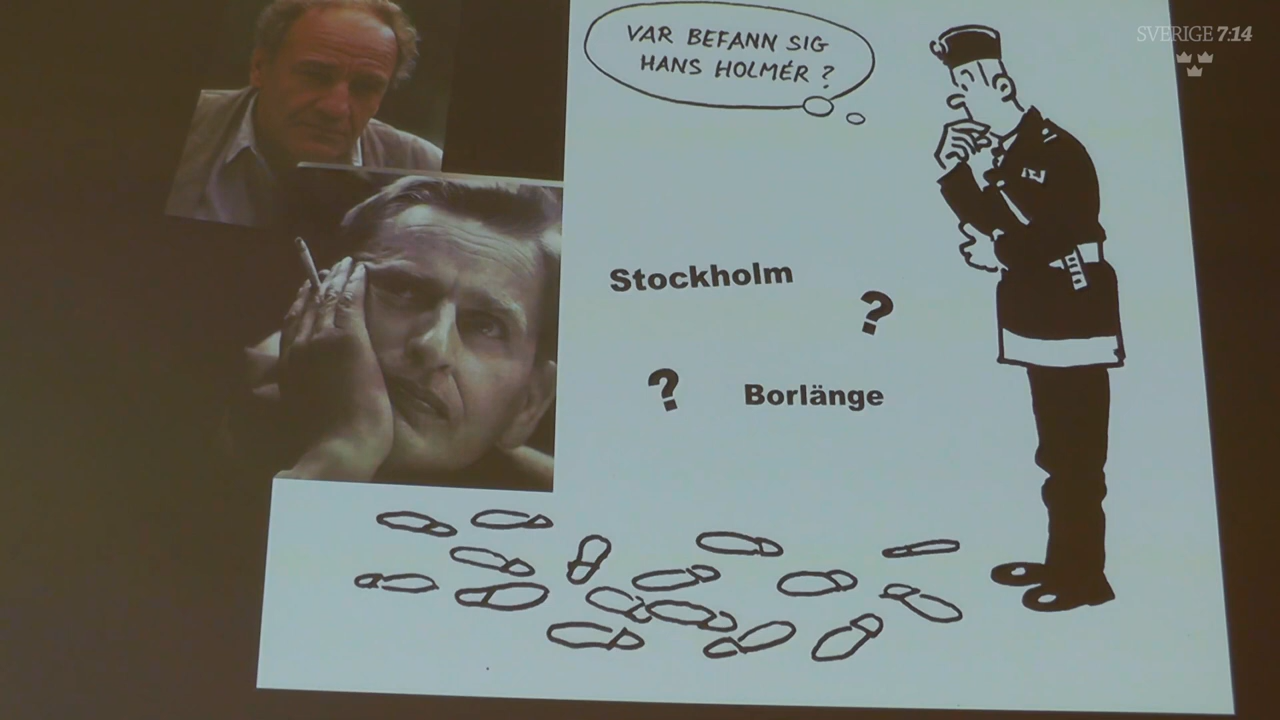 VAR BEFANN SIG
HANS HOLMÉR ?
SVERIGE 7:14
Stockholm
?
?
Borlänge